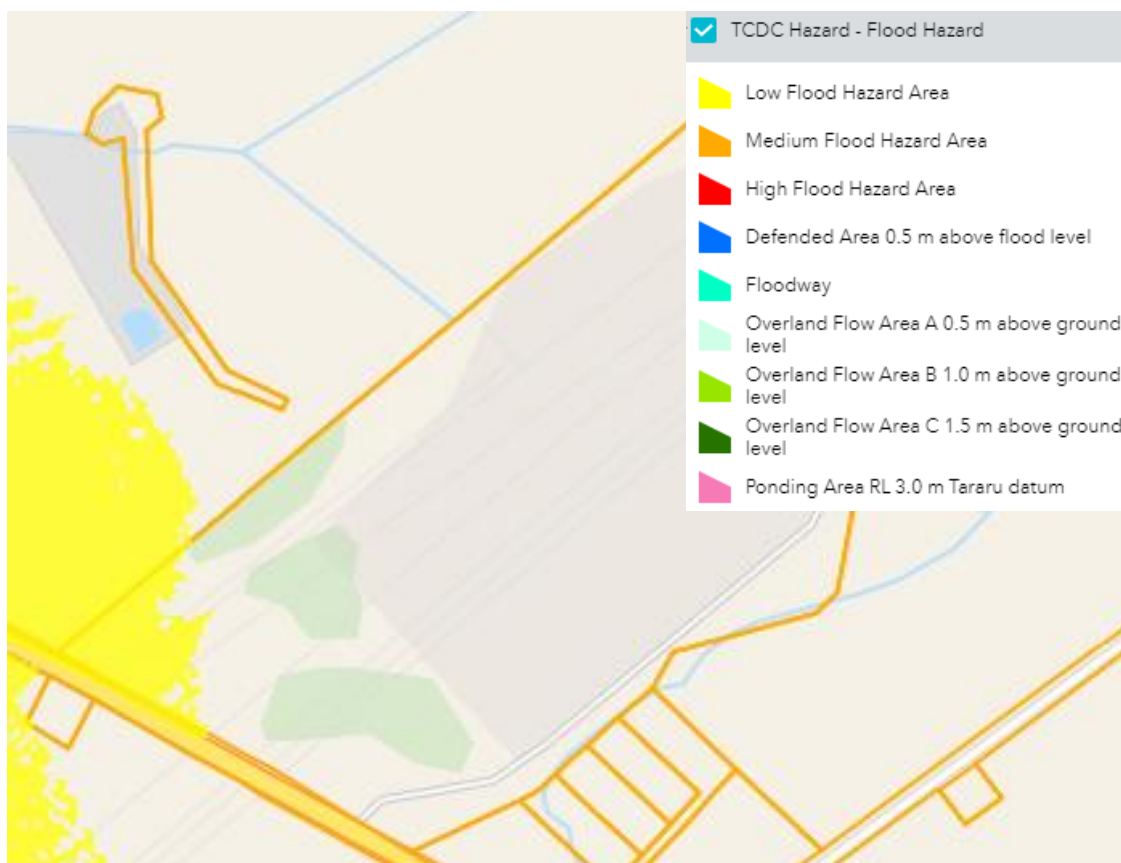 TCDC Hazard - Flood Hazard
Low Flood Hazard Area
Medium Flood Hazard Area
High Flood Hazard Area
Defended Area 0.5 m above flood level
Floodway
Overland Flow Area A 0.5 m above ground
level
Overland Flow Area B 1.0 m above ground
level
Overland Flow Area C 1.5 m above ground
level
Ponding Area RL 3.0 m Tararu datum